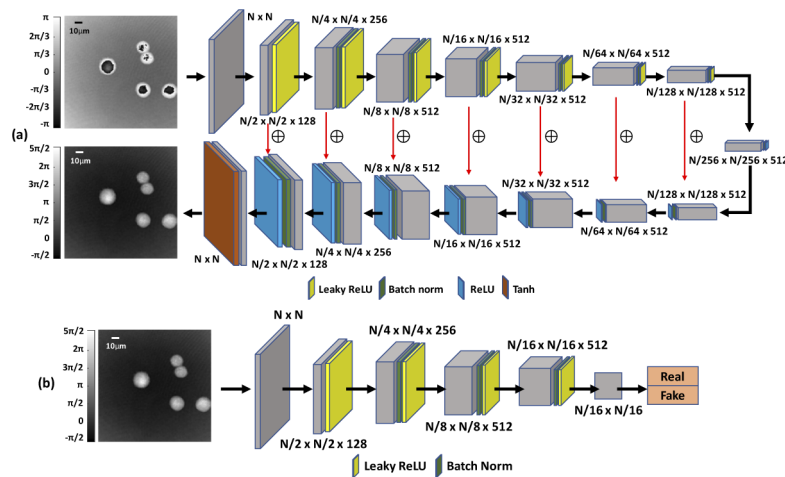 π
2π/3
π/3
0
-π/3
-2π/3
-π
10μm
N x N
N/2 x N/2 x 128
N/4 x N/4 x 256
N/8 x N/8 x 512
N/16 x N/16 x 512
N/32 x N/32 x 512
N/64 x N/64 x 512
N/128 x N/128 x 512
(a)
N/256 x N/256 x 512
5π/2
2π
3π/2
π
π/2
0
-π/2
10μm
N x N
N/2 x N/2 x 128
N/4 x N/4 x 256
N/8 x N/8 x 512
N/16 x N/16 x 512
N/32 x N/32 x 512
N/64 x N/64 x 512
N/128 x N/128 x 512
Leaky ReLU
Batch norm
ReLU
Tanh
(b)
5π/2
2π
3π/2
π
π/2
0
-π/2
10μm
N x N
N/2 x N/2 x 128
N/4 x N/4 x 256
N/8 x N/8 x 512
N/16 x N/16 x 512
N/16 x N/16
Real
Fake
Leaky ReLU
Batch Norm